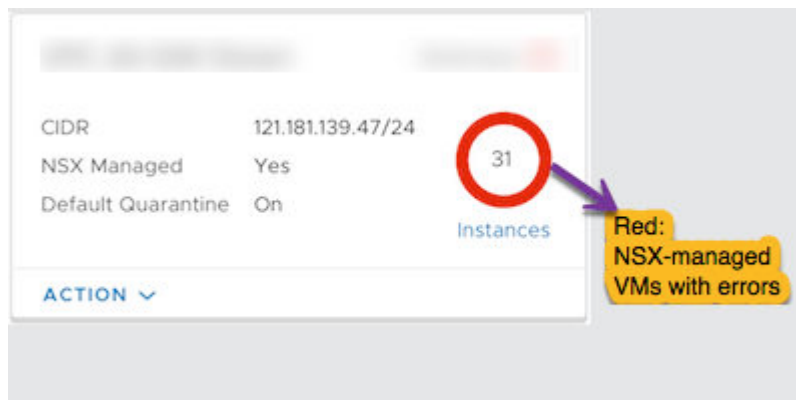 CIDR 121.181.139.47/24
NSX Managed Yes
Default Quarantine On
31
Instances
ACTION
Red:
NSX-managed
VMs with errors